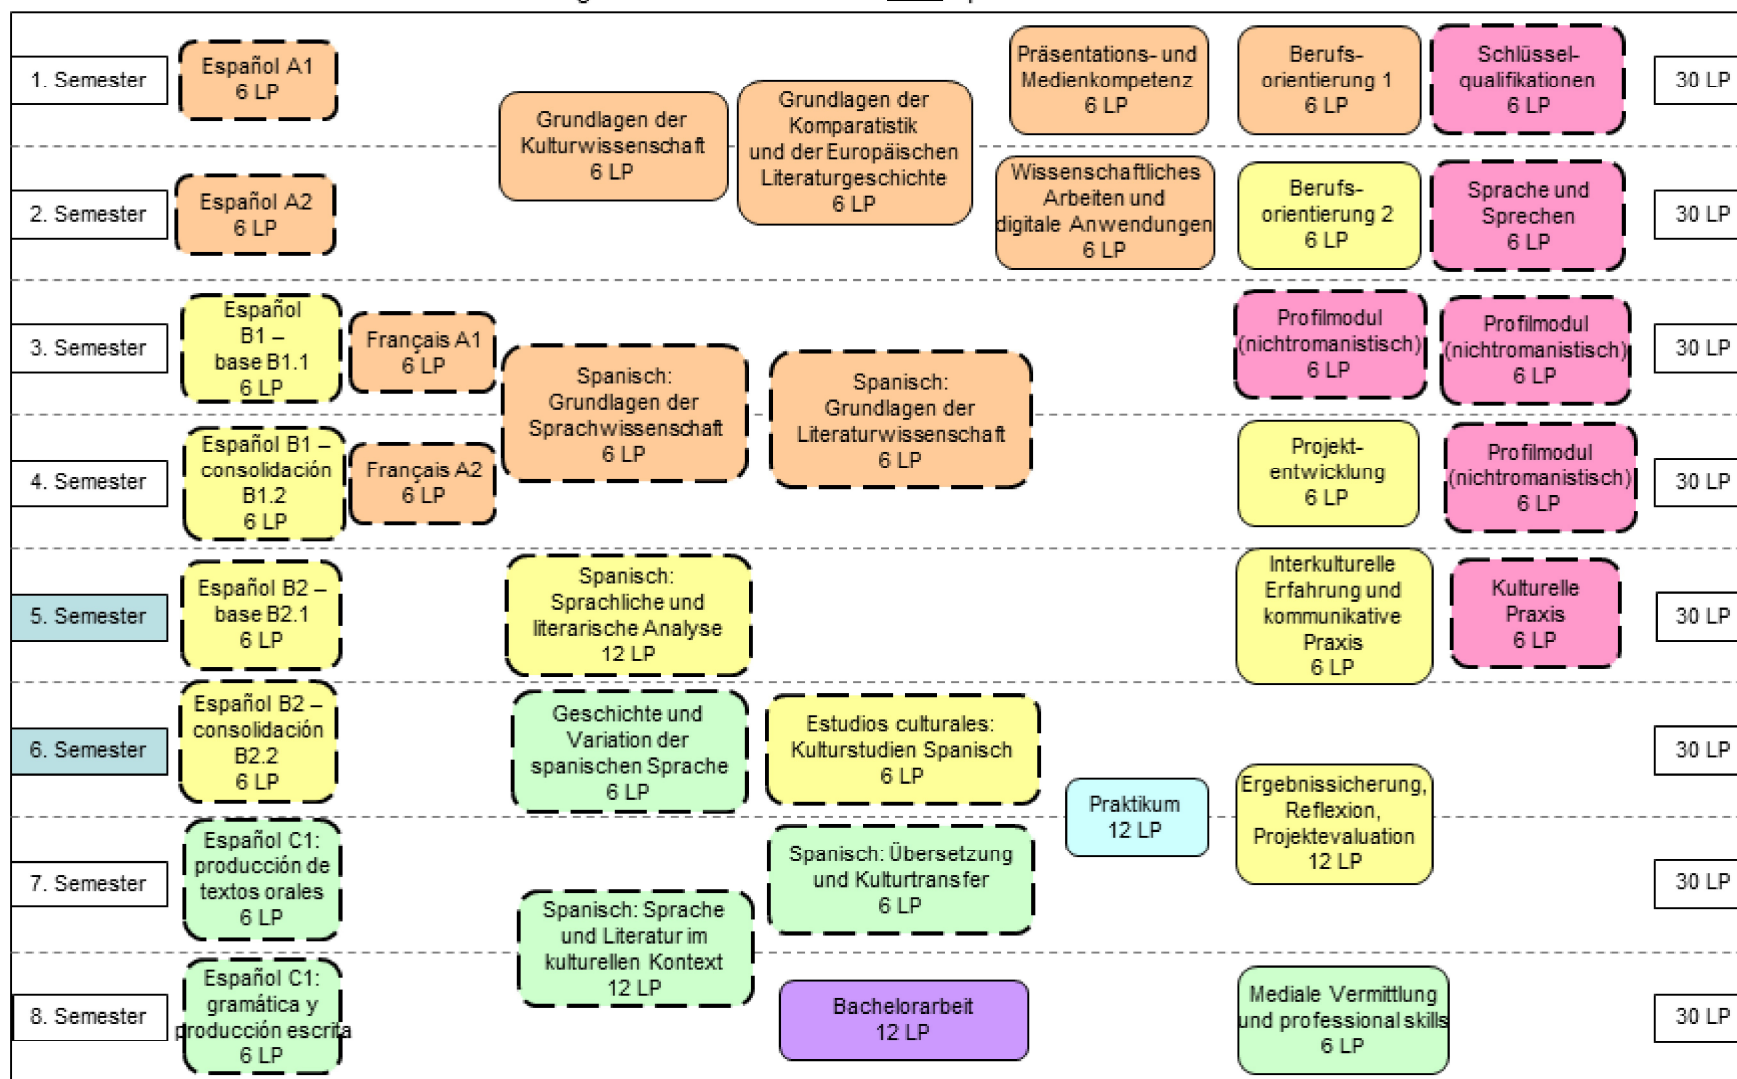 1. Semester
Español A1
6 LP
Grundlagen der
Kulturwissenschaft
6 LP
Grundlagen der
Komparatistik
und der Europäischen
Literaturgeschichte
6 LP
Präsentations- und
Medienkompetenz
6 LP
Berufs-
orientierung 1
6 LP
Schlüssel-
qualifikationen
6 LP
30 LP
2. Semester
Español A2
6 LP
Wissenschaftliches
Arbeiten und
digitale Anwendungen
6 LP
Berufs-
orientierung 2
6 LP
Sprache und
Sprechen
6 LP
30 LP
3. Semester
Español
B1 –
base B1.1
6 LP
Français A1
6 LP
Spanisch:
Grundlagen der
Sprachwissenschaft
6 LP
Spanisch:
Grundlagen der
Literaturwissenschaft
6 LP
Profilmodul
(nichtromanistisch)
6 LP
Profilmodul
(nichtromanistisch)
6 LP
30 LP
4. Semester
Español B1 –
consolidación
B1.2
6 LP
Français A2
6 LP
Projekt-
entwicklung
6 LP
Profilmodul
(nichtromanistisch)
6 LP
30 LP
5. Semester
Español B2 –
base B2.1
6 LP
Spanisch:
Sprachliche und
literarische Analyse
12 LP
Interkulturelle
Erfahrung und
kommunikative
Praxis
6 LP
Kulturelle
Praxis
6 LP
30 LP
6. Semester
Español B2 –
consolidación
B2.2
6 LP
Geschichte und
Variation der
spanischen Sprache
6 LP
Estudios culturales:
Kulturstudien Spanisch
6 LP
Praktikum
12 LP
Ergebnissicherung,
Reflexion,
Projektevaluation
12 LP
30 LP
7. Semester
Español C1:
producción de
textos orales
6 LP
Spanisch: Sprache
und Literatur im
kulturellen Kontext
12 LP
Spanisch: Übersetzung
und Kulturtransfer
6 LP
30 LP
8. Semester
Español C1:
gramática y
producción escrita
6 LP
Bachelorarbeit
12 LP
Mediale Vermittlung
und professional skills
6 LP
30 LP